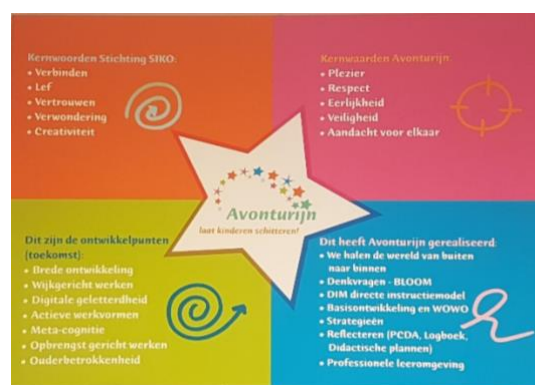 Kernwoorden Stichting SIKO:
• Verbinden
• Lef
• Vertrouwen
• Verwondering
• Creativiteit
Kernwaarden Avonturijn
• Plezier
• Respect
• Eerlijkheid
• Veiligheid
• Aandacht voor elkaar
Avonturijn
laat kinderen schitteren!
Dit zijn de ontwikkelpunten
(toekomst):
• Brede ontwikkeling
• Wijkgericht werken
• Digitale geletterdheid
• Actieve werkvormen
• Meta-cognitie
• Opbrengst gericht werken
• Ouderbetrokkenheid
Dit heeft Avonturijn gerealiseerd:
• We halen de wereld van buiten
naar binnen
• Denkvragen - BLOOM
• DIM directe instructiemodel
• Basisontwikkeling en WOWO
• Strategieën
• Reflecteren (PCDA, Logboek,
Didactische plannen)
• Professionele leeromgeving